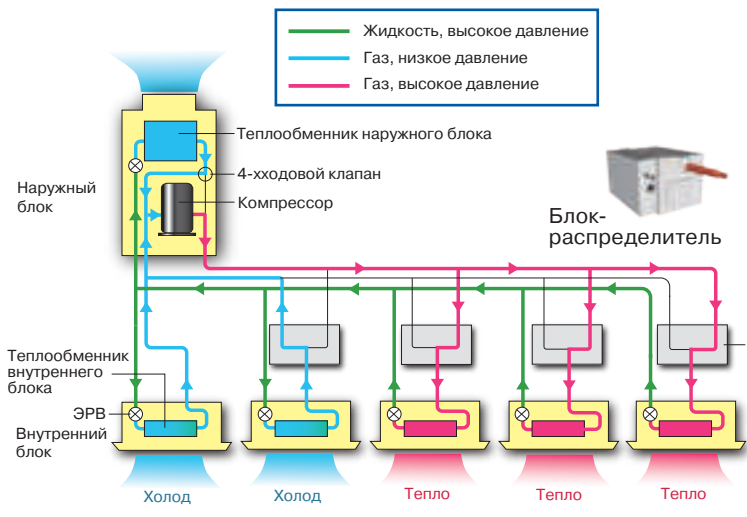 Жидкость, высокое давление
Газ, низкое давление
Газ, высокое давление
Теплообменник наружного блока
4-хходовой клапан
Компрессор
Наружный
блок
Блок-
распределитель
Теплообменник
внутреннего
блока
ЭРВ
Внутренний
блок
Холод
Холод
Тепло
Тепло
Тепло